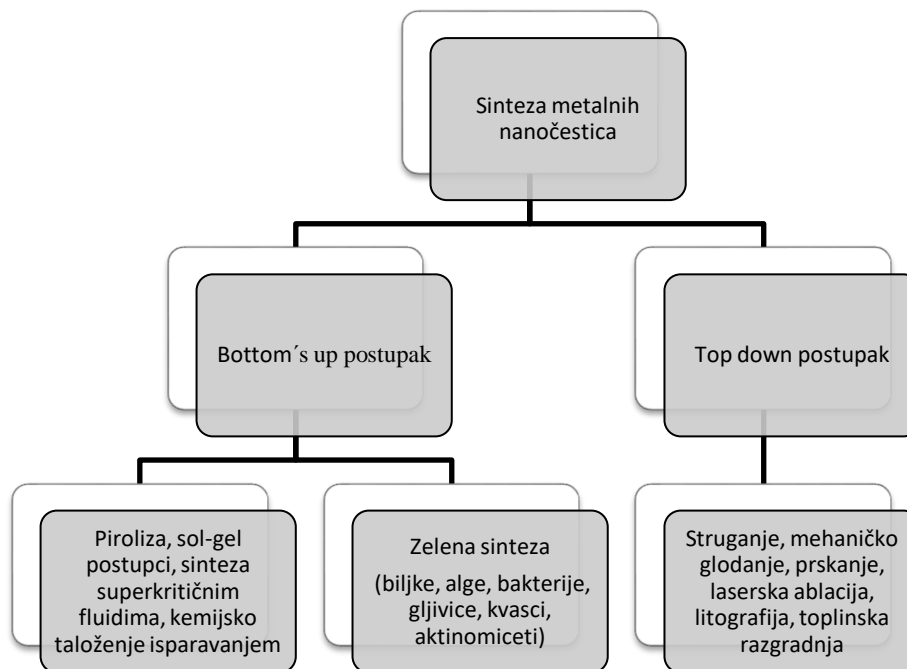 Sinteza metalnih
nanočestica
Bottom´s up postupak
Top down postupak
Piroliza, sol-gel
postupci, sinteza
superkritičnim
fluidima, kemijsko
taloženje isparavanjem
Zelena sinteza
(biljke, alge, bakterije,
gljivice, kvasci,
aktinomiceti)
Struganje, mehaničko
glodanje, prskanje,
laserska ablacija,
litografija, toplinska
razgradnja